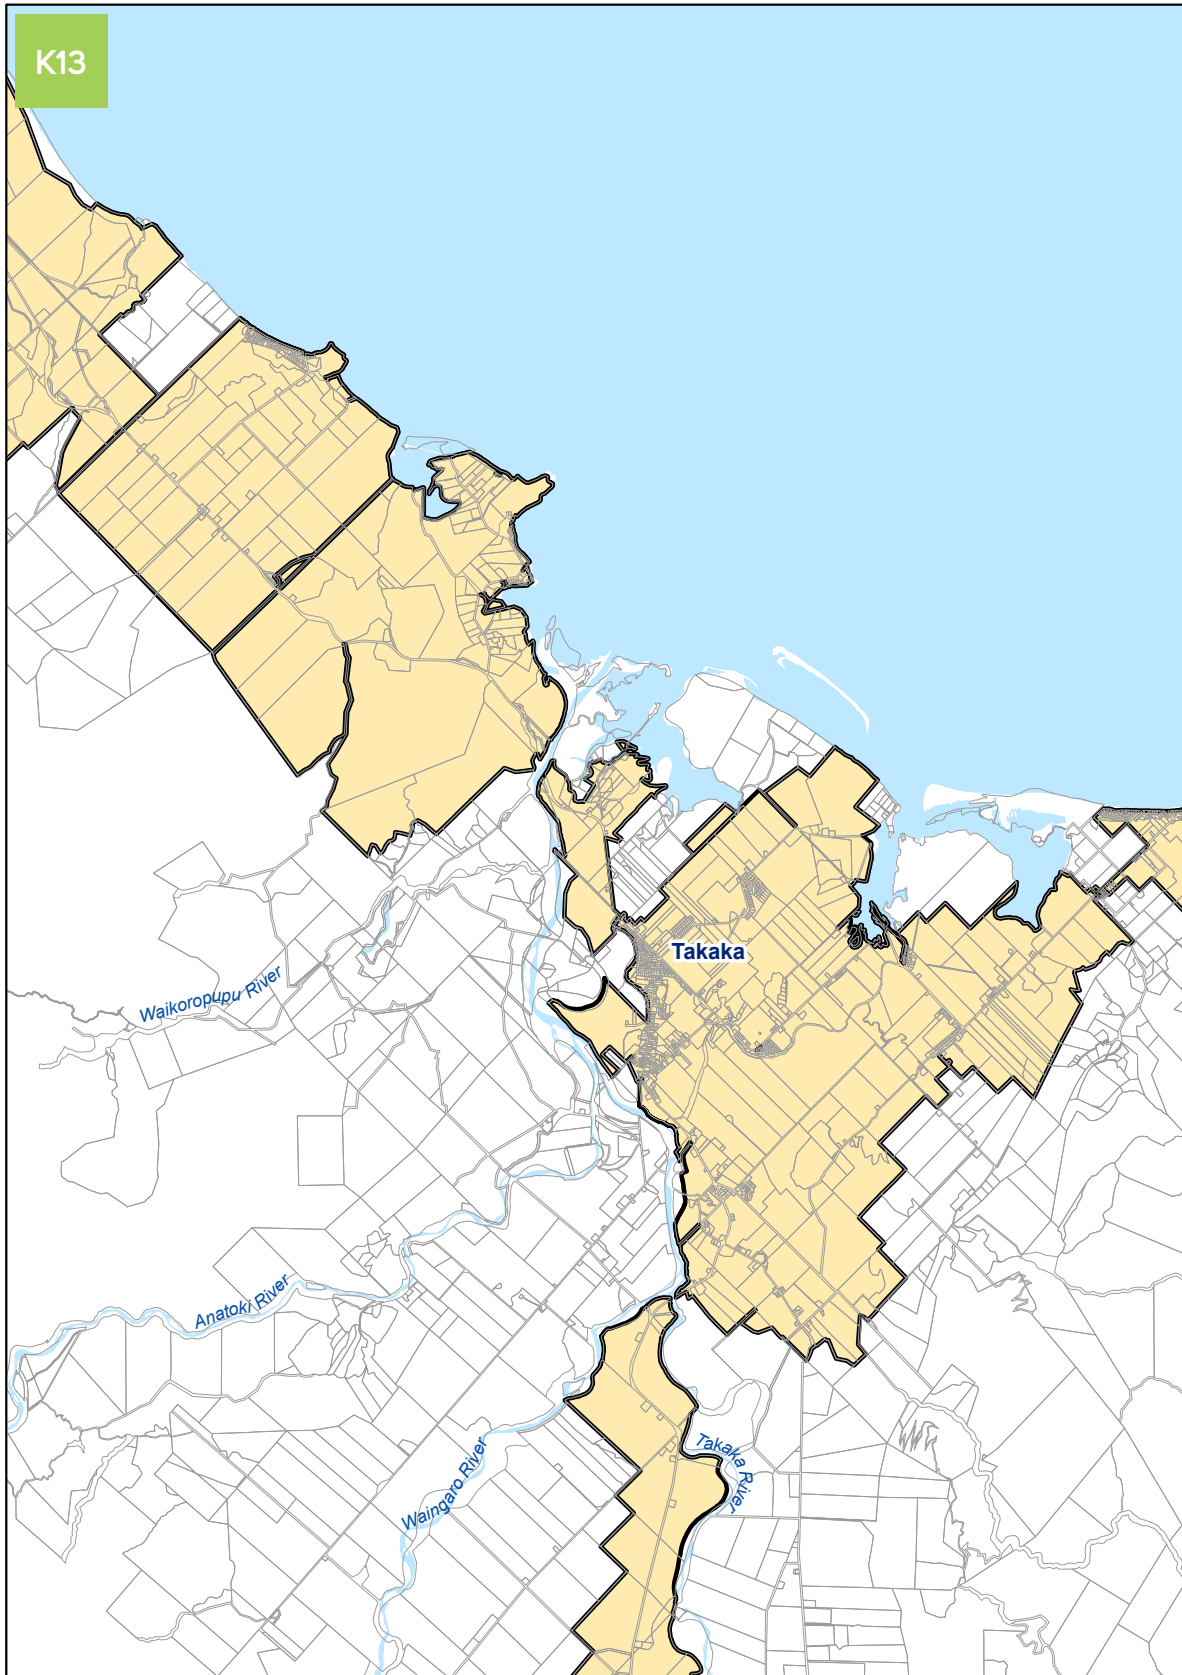 K13
Takaka
Waikoropupu River
Anatoki River
Takaka River
Waingaro River